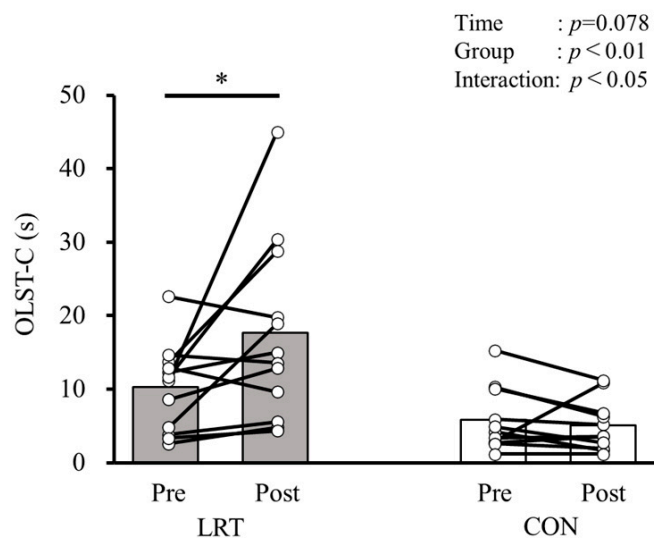 Time : p=0.078
Group : p < 0.01
Interaction: p < 0.05
*
50
40
30
20
10
0
OLST-C (s)
Pre Post Pre Post
LRT CON